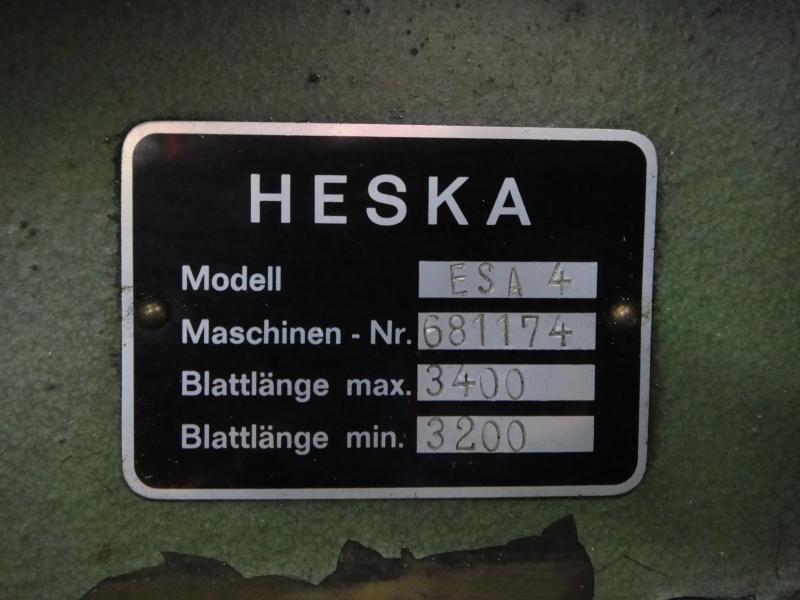 HESKA
Modell ESA 4
Maschinen - Nr. 681174
Blattlänge max. 3400
Blattlänge min. 3200